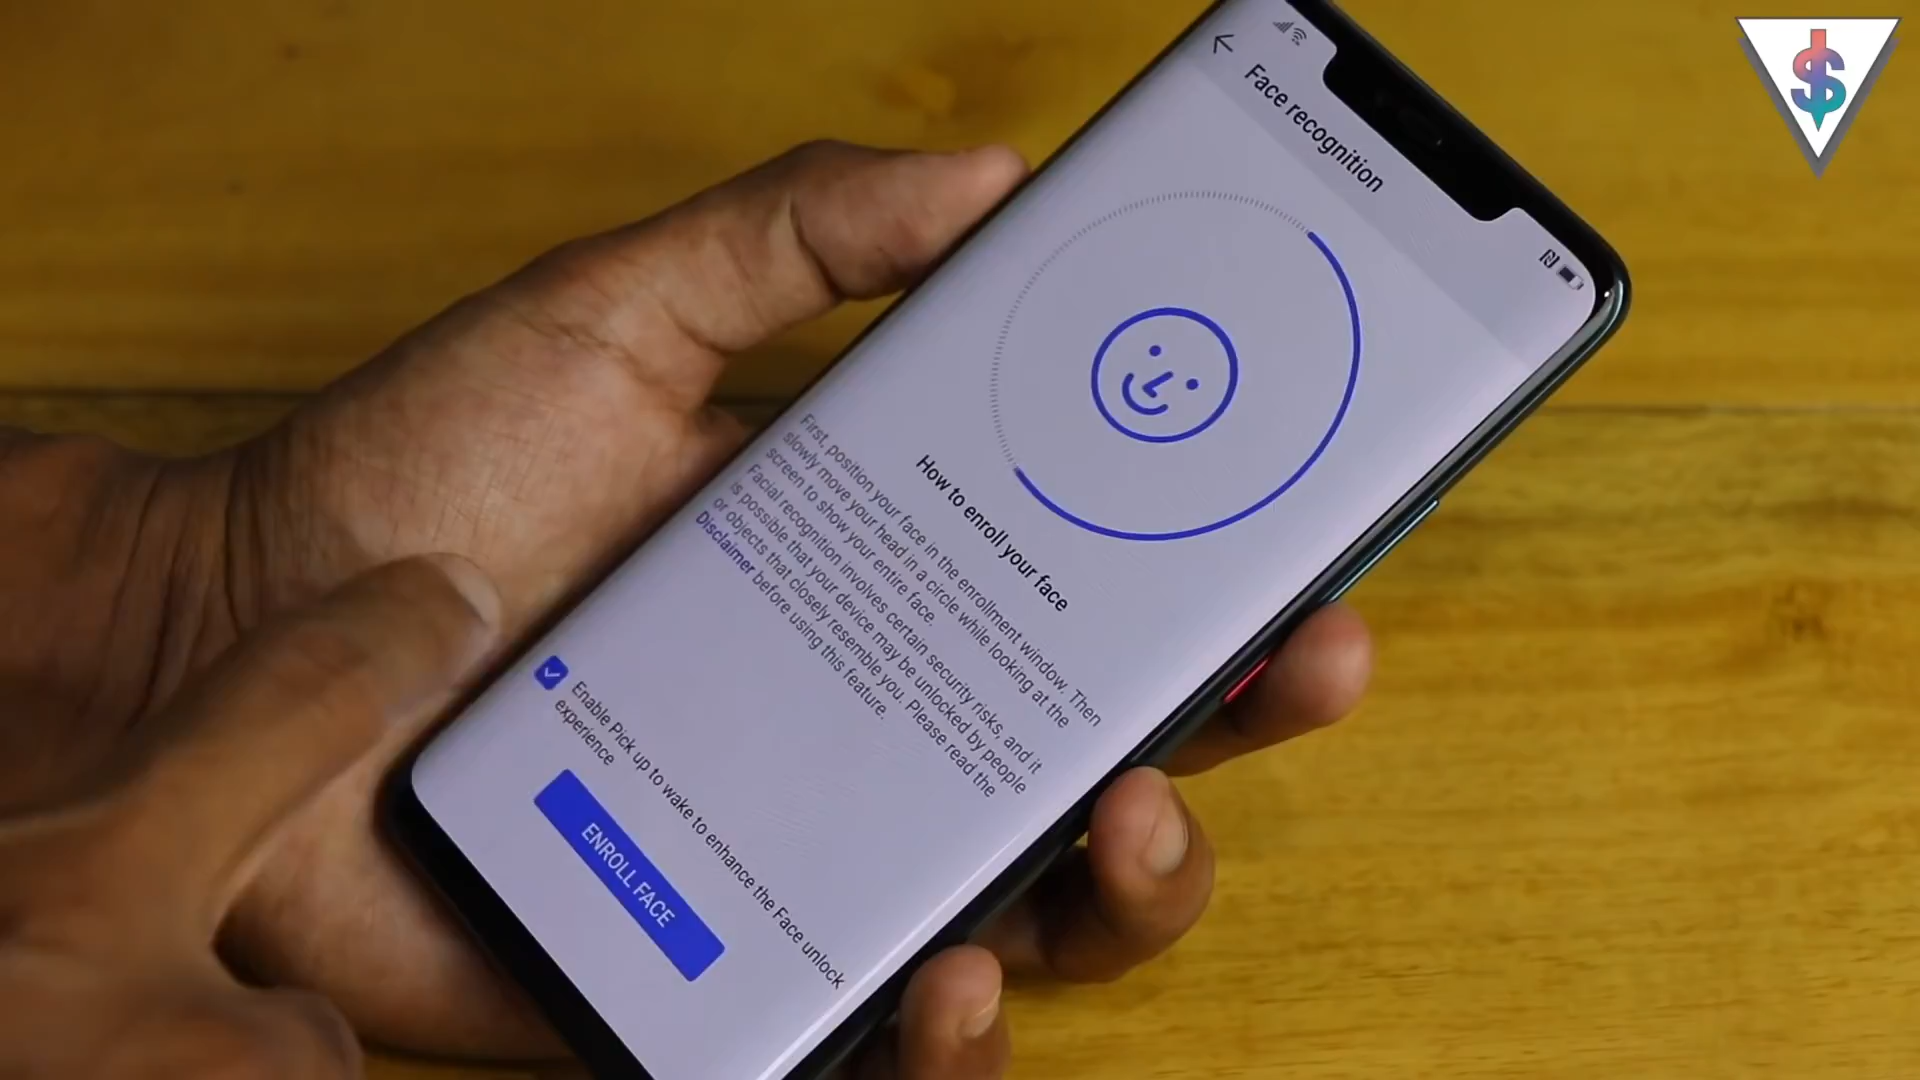 Face recognition
How to enroll your face
First, position your face in the enrollment window. Then
slowly move your head in a circle while looking at the
screen to show your entire face.
Facial recognition involves certain security risks, and it
is possible that your device may be unlocked by people
or objects that closely resemble you. Please read the
Disclaimer before using this feature.
Enable Pick up to wake to enhance the Face unlock
experience
ENROLL FACE
$